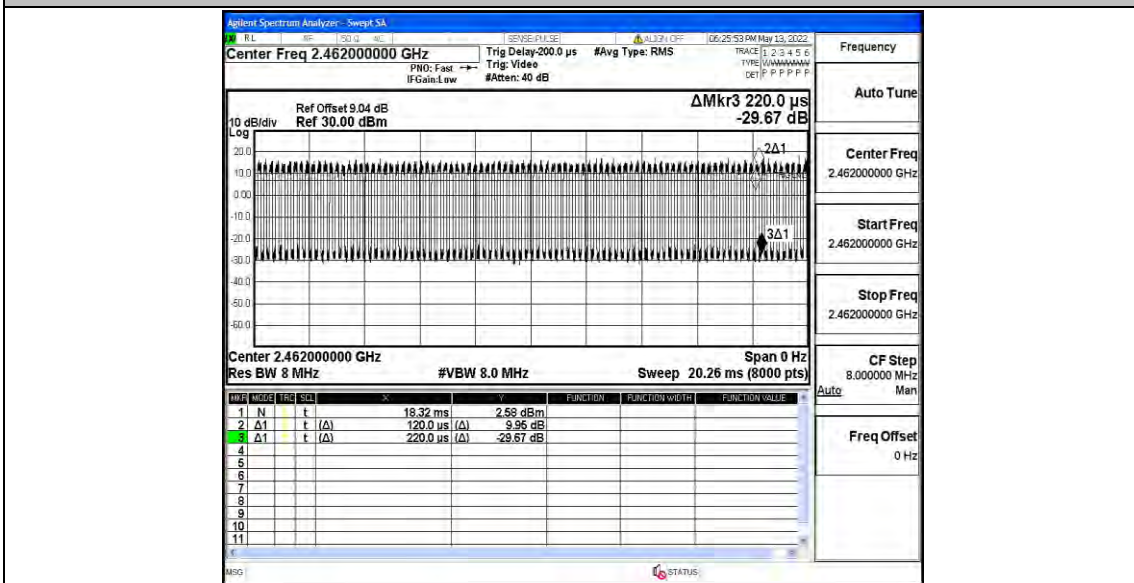 Agilent Spectrum Analyzer - Swept SA
RL RF 50 Ω AC SENSE:PULSE ALIGN OFF 06:25:53 PM May 13, 2022
Center Freq 2.462000000 GHz
PNO: Fast
IFGain:Low
Trig Delay-200.0 µs
Trig: Video
#Atten: 40 dB
#Avg Type: RMS
TRACE 1 2 3 4 5 6
TYPE
DET P P P P P P
Frequency
Auto Tune
Center Freq
2.462000000 GHz
Start Freq
2.462000000 GHz
Stop Freq
2.462000000 GHz
CF Step
8.000000 MHz
Auto Man
Freq Offset
0 Hz
ΔMkr3 220.0 µs
-29.67 dB
Ref Offset 9.04 dB
10 dB/div Ref 30.00 dBm
Log
20.0
10.0
0.00
-10.0
-20.0
-30.0
-40.0
-50.0
-60.0
2Δ1
3Δ1
Center 2.462000000 GHz Span 0 Hz
Res BW 8 MHz #VBW 8.0 MHz Sweep 20.26 ms (8000 pts)
MKR MODE TRC SCL X Y FUNCTION FUNCTION WIDTH FUNCTION VALUE
1 N t 18.32 ms 2.58 dBm
2 Δ1 t (Δ) 120.0 µs (Δ) 9.95 dB
3 Δ1 t (Δ) 220.0 µs (Δ) -29.67 dB
4
5
6
7
8
9
10
11
MSG STATUS